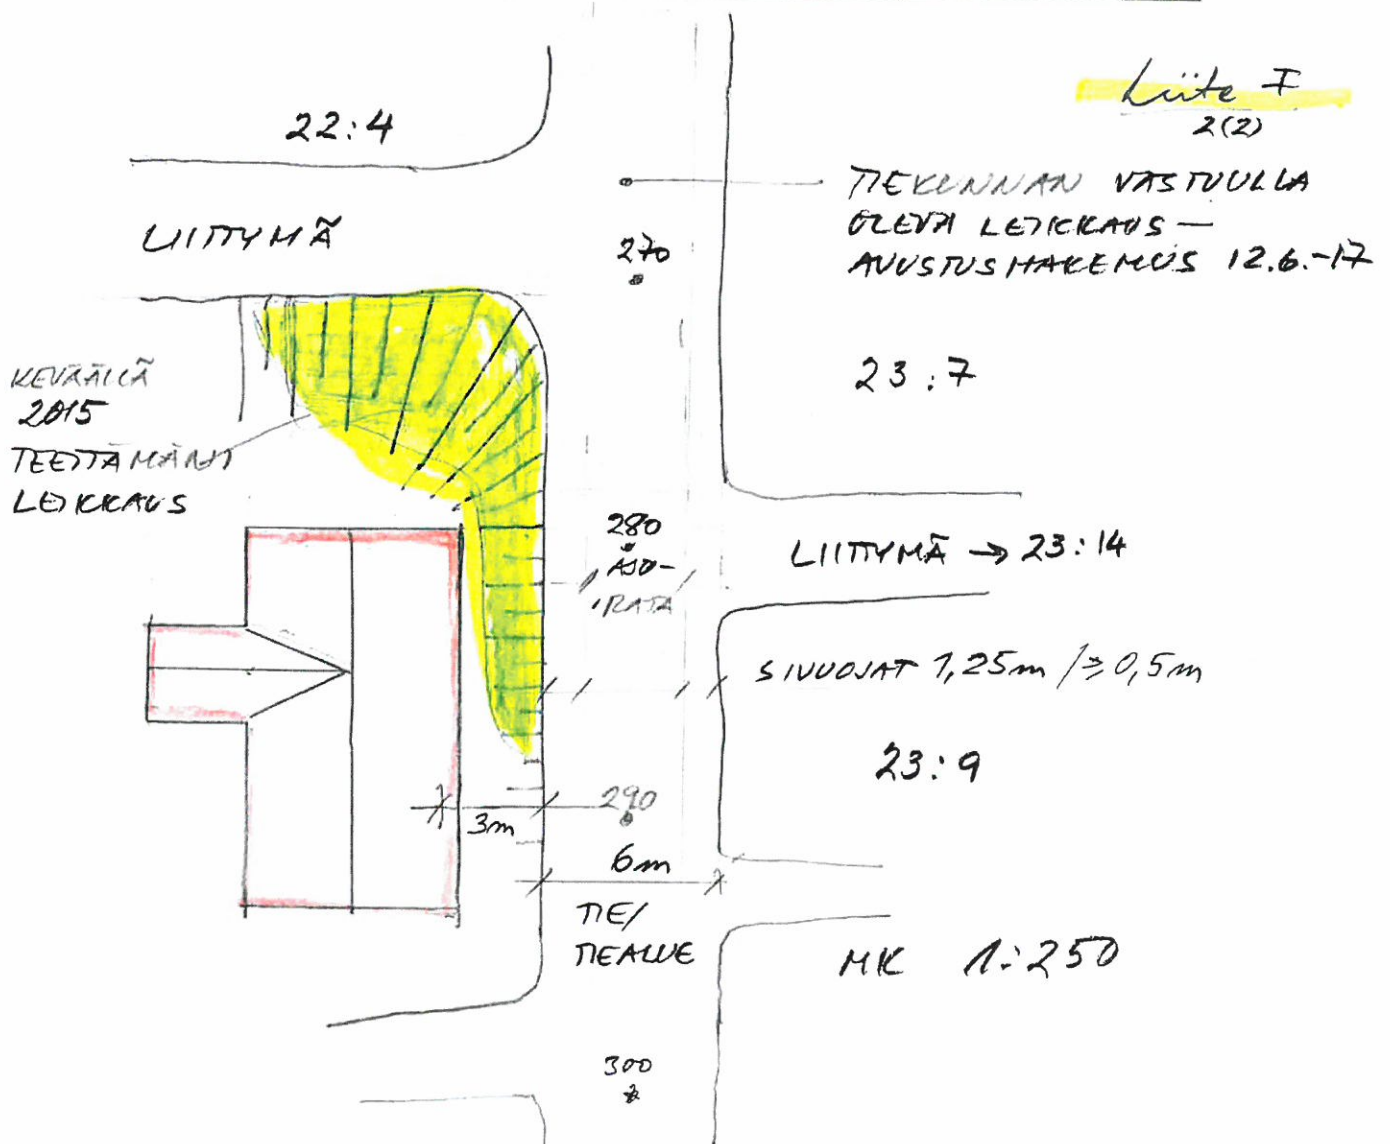 Liite I
2(2)
22:4
TIEKUNNAN VASTUULLA
OLEVA LEIKKAUS —
AVUSTUSHAKEMUS 12.6.-17
LIITTYMÄ
270
23:7
KEVÄÄLLÄ
2015
TEETTÄMÄNI
LEIKKAUS
280
AJO-
RATA
LIITTYMÄ → 23:14
SIVUOJAT 1,25m / ≥ 0,5m
23:9
290
3m
6m
TIE/
TIEALUE
MK 1:250
300